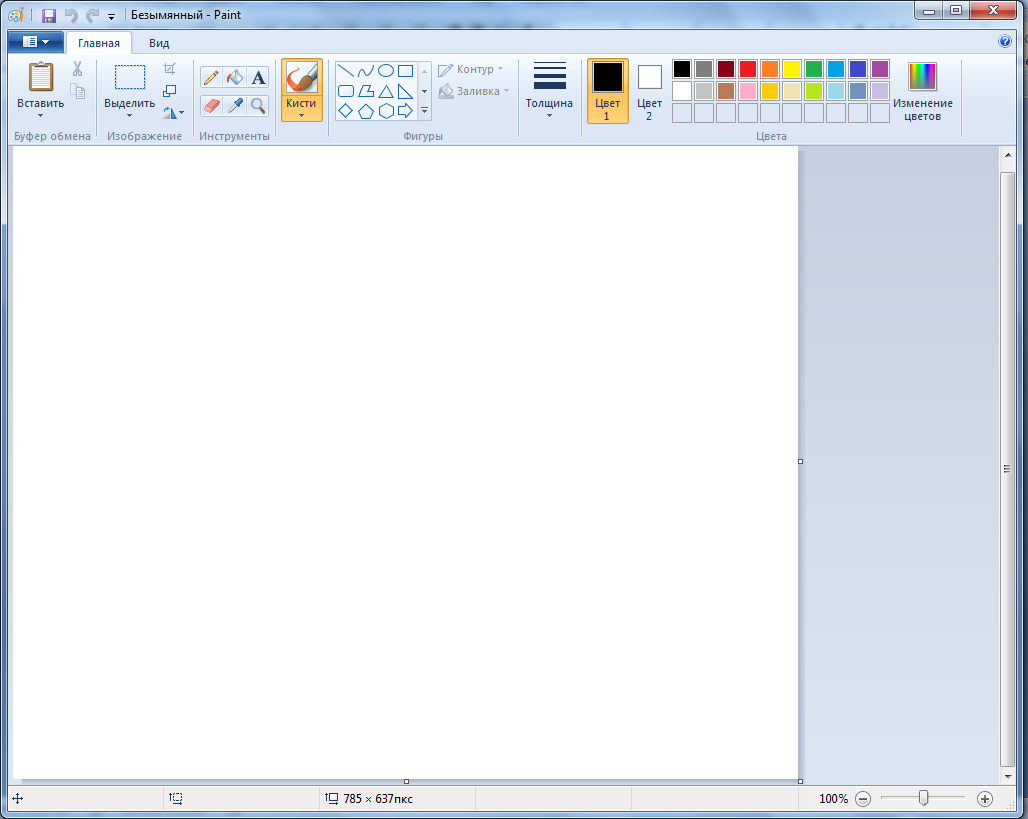 Безымянный - Paint
Главная Вид
Вставить
Буфер обмена
Выделить
Изображение
A
Инструменты
Кисти
Контур
Заливка
Фигуры
Толщина
Цвет 1
Цвет 2
Изменение цветов
Цвета
785 × 637пкс
100%